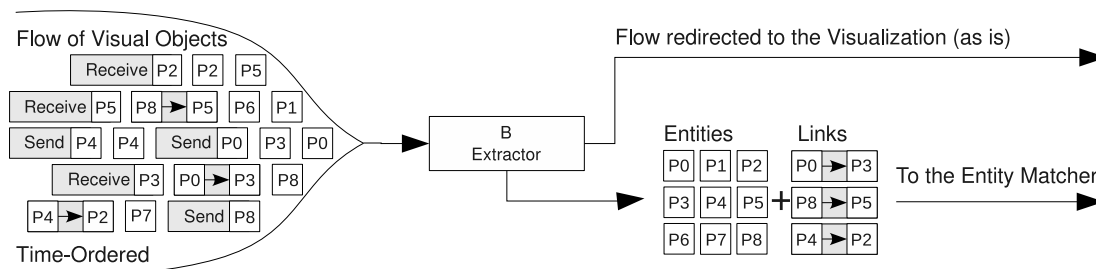 Flow of Visual Objects
Receive P2 P2 P5
Receive P5 P8 P5 P6 P1
Send P4 P4 Send P0 P3 P0
Receive P3 P0 P3 P8
P4 P2 P7 Send P8
Time-Ordered
B
Extractor
Flow redirected to the Visualization (as is)
Entities Links
P0 P1 P2 P0 P3
P3 P4 P5 + P8 P5
P6 P7 P8 P4 P2
To the Entity Matcher